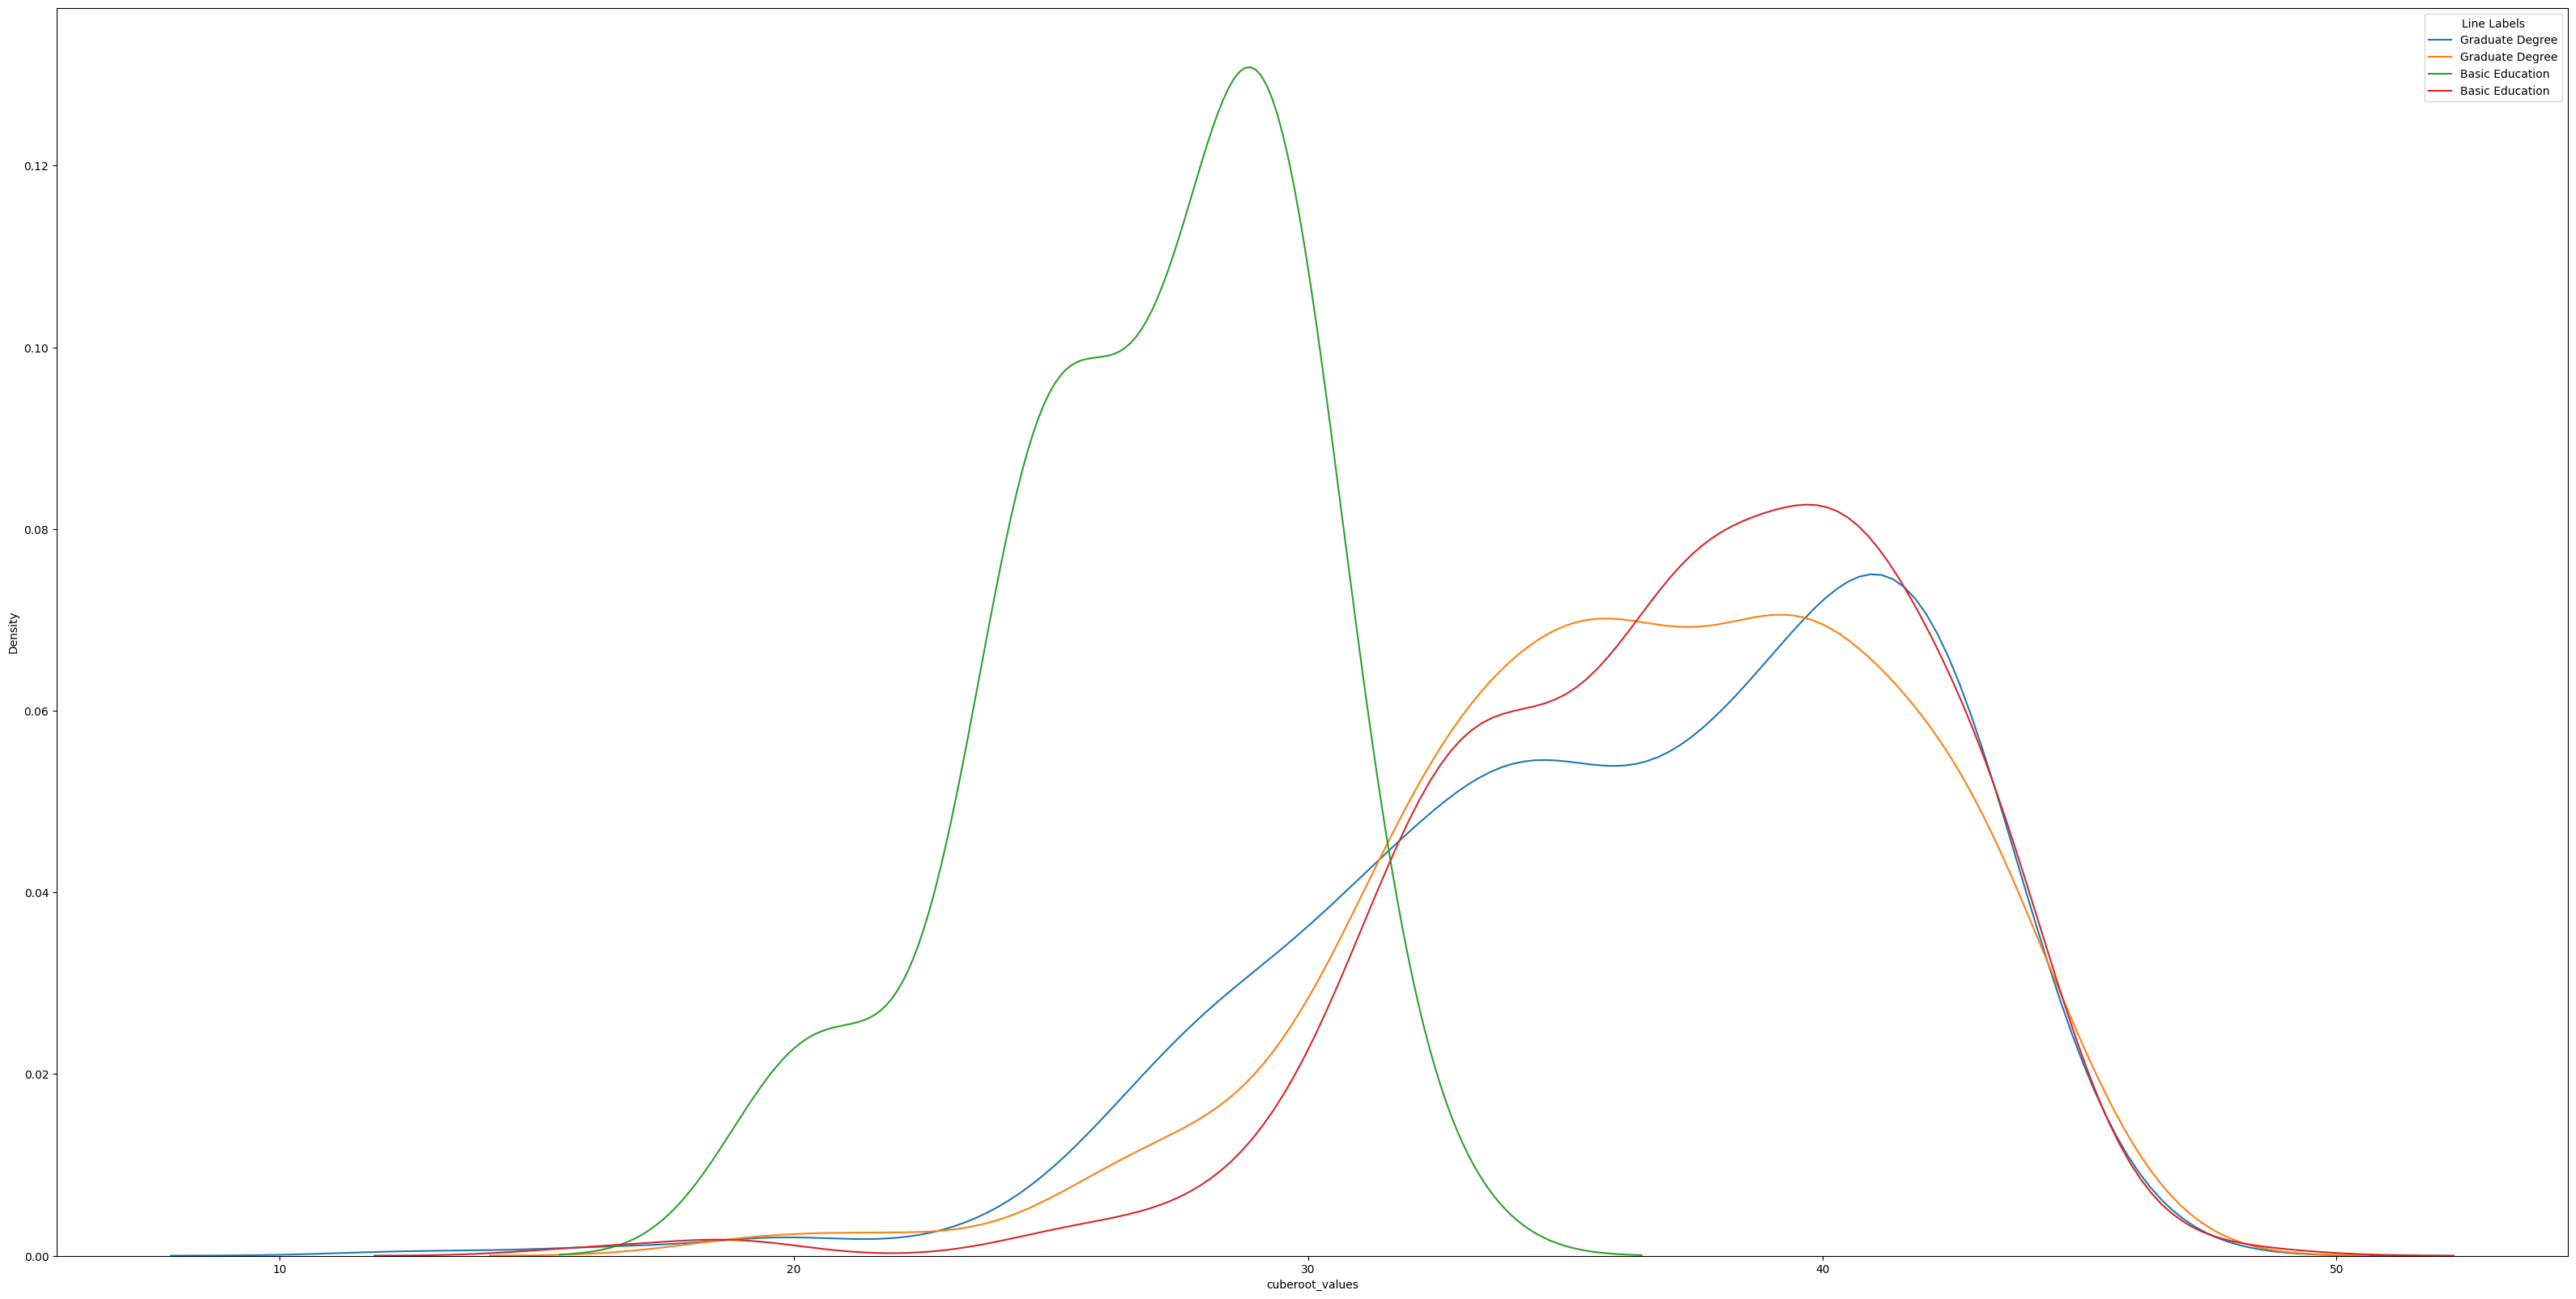 Line Labels
Graduate Degree
Graduate Degree
Basic Education
Basic Education
Density
0.12
0.10
0.08
0.06
0.04
0.02
0.00
10 20 30 40 50
cuberoot_values